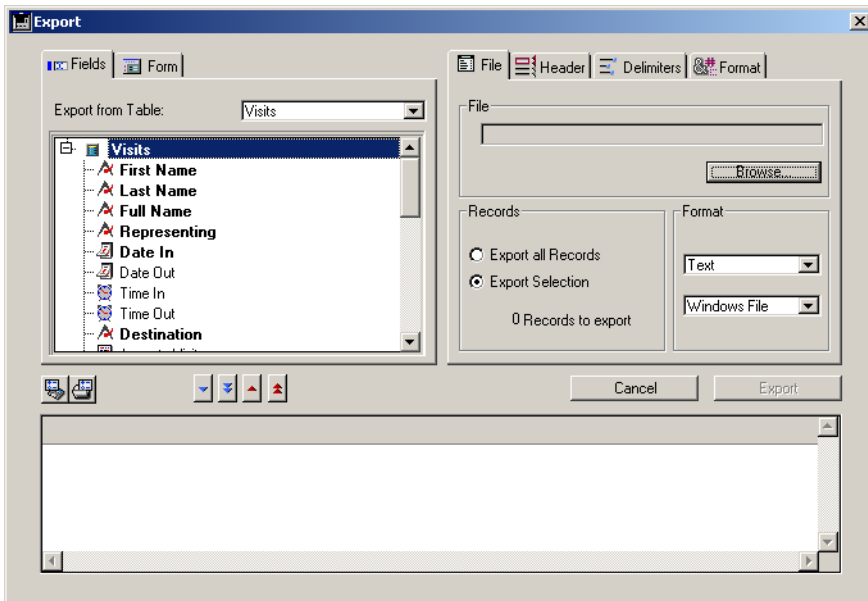 Export
Fields
Form
Export from Table:
Visits
Visits
First Name
Last Name
Full Name
Representing
Date In
Date Out
Time In
Time Out
Destination
File
Header
Delimiters
Format
File
Browse...
Records
Export all Records
Export Selection
0 Records to export
Format
Text
Windows File
Cancel
Export